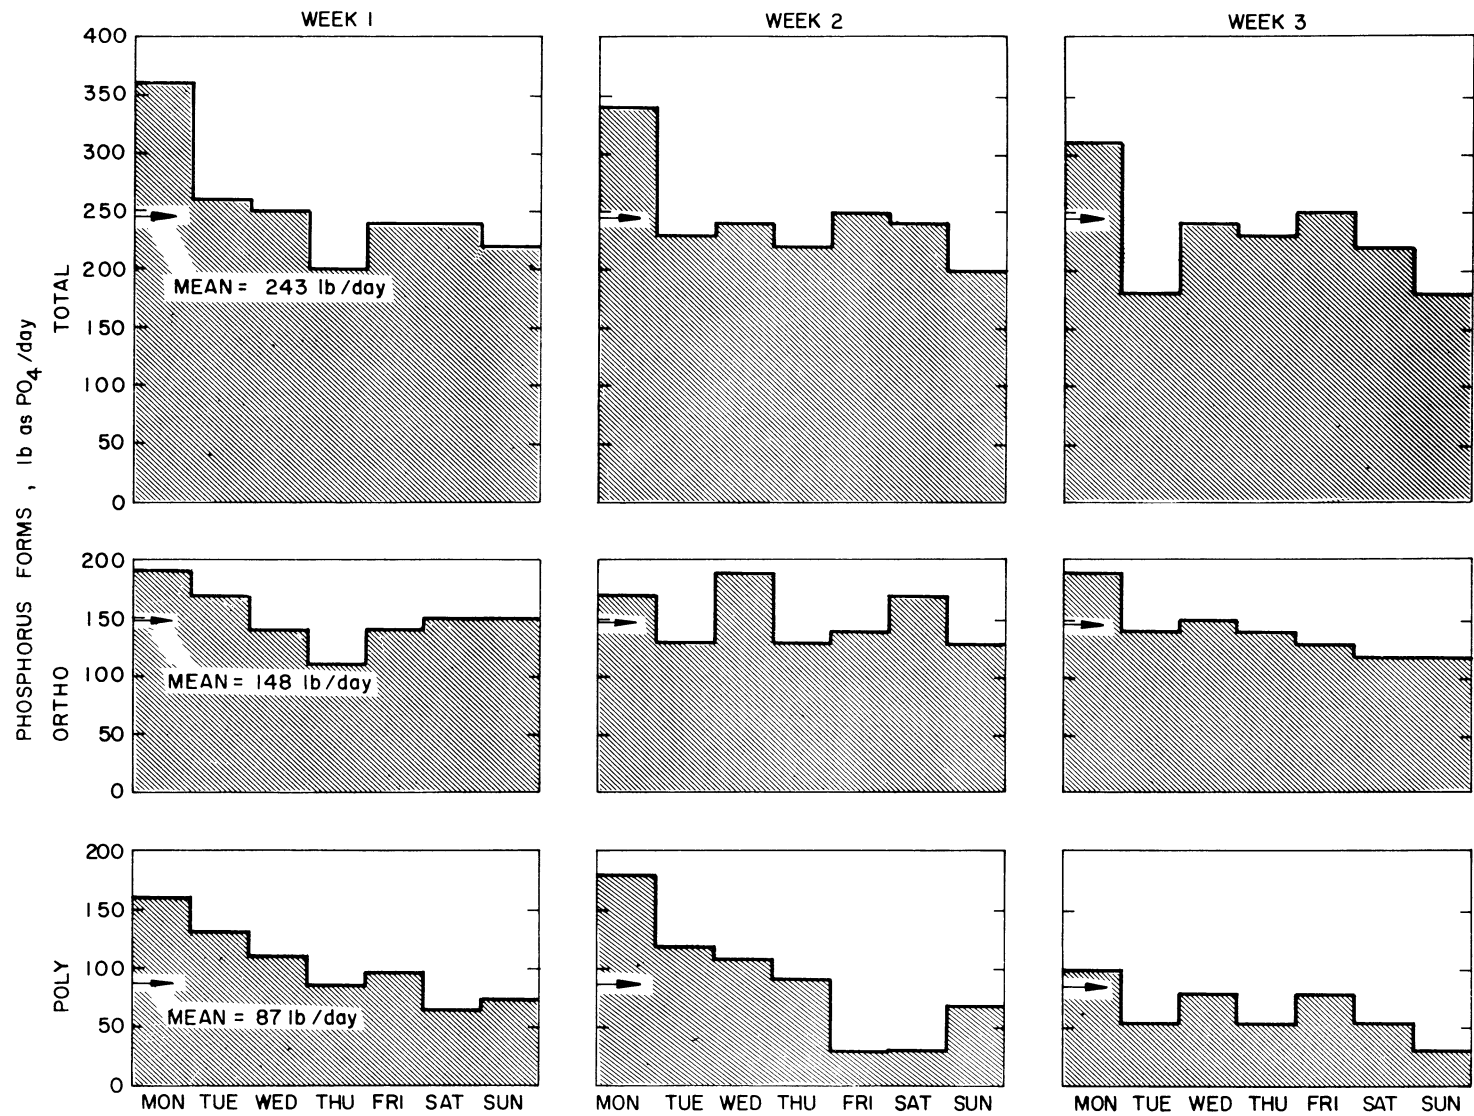 WEEK 1
WEEK 2
WEEK 3
PHOSPHORUS FORMS , lb as PO4/day
TOTAL
400
350
300
250
200
150
100
50
0
MEAN = 243 lb/day
ORTHO
200
150
100
50
0
MEAN = 148 lb/day
POLY
200
150
100
50
0
MEAN = 87 lb/day
MON TUE WED THU FRI SAT SUN
MON TUE WED THU FRI SAT SUN
MON TUE WED THU FRI SAT SUN